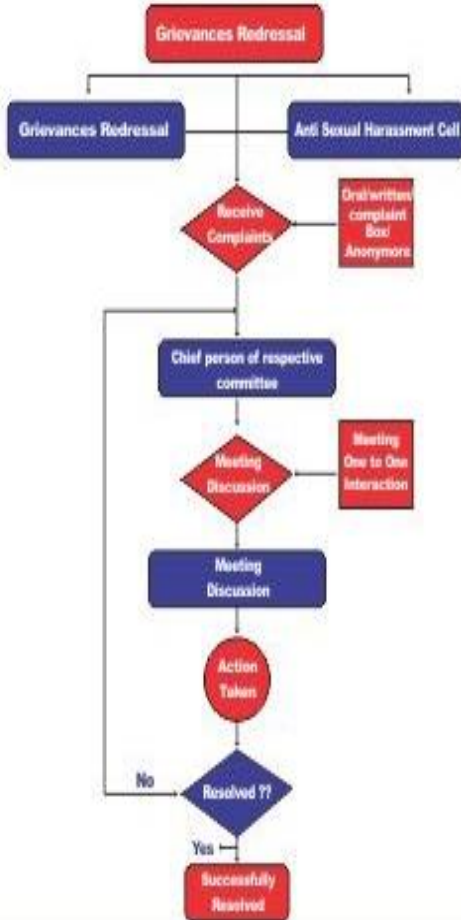 Grievances Redressal
Grievances Redressal
Anti Sexual Harassment Cell
Receive
Complaints
Oral/written/
complaint
Box/
Anonymore
Chief person of respective
committee
Meeting
Discussion
Meeting
One to One
Interaction
Meeting
Discussion
Action
Taken
Resolved ??
No
Yes
Successfully
Resolved